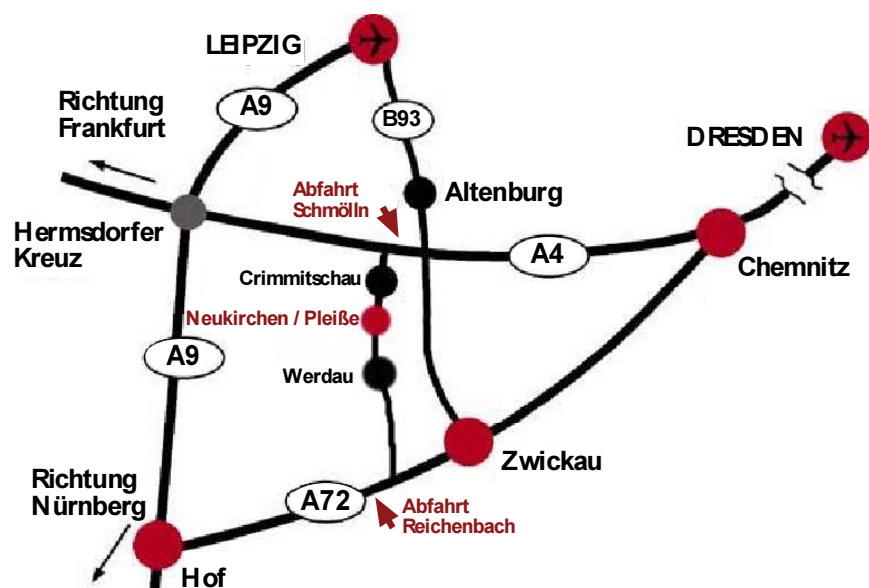 LEIPZIG
A9
Richtung
Frankfurt
B93
DRESDEN
Abfahrt
Schmölln
Altenburg
Hermsdorfer
Kreuz
A4
Chemnitz
Crimmitschau
Neukirchen / Pleiße
A9
Werdau
Zwickau
Richtung
Nürnberg
A72
Abfahrt
Reichenbach
Hof